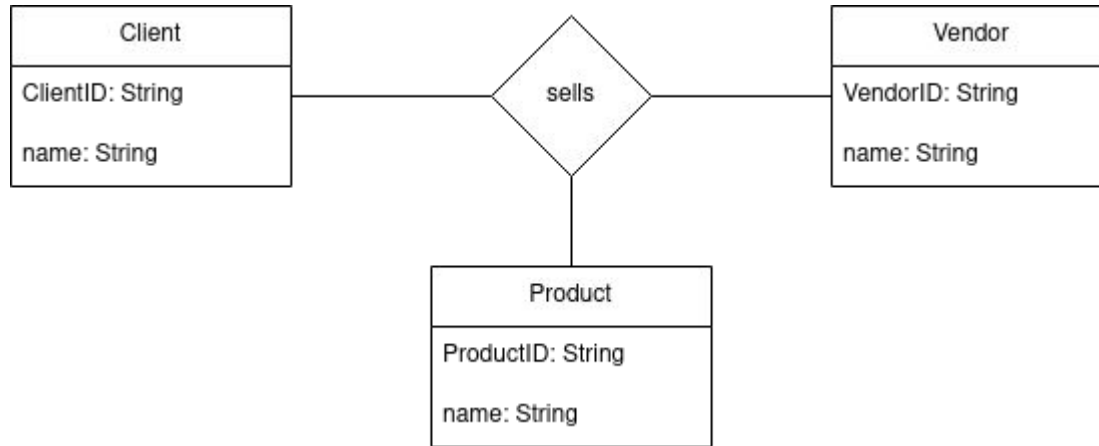 Client
ClientID: String
name: String
sells
Vendor
VendorID: String
name: String
Product
ProductID: String
name: String